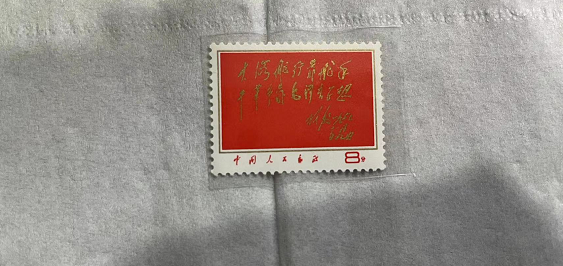 大海航行靠舵手
干革命靠毛泽东思想
中国人民邮政 8分